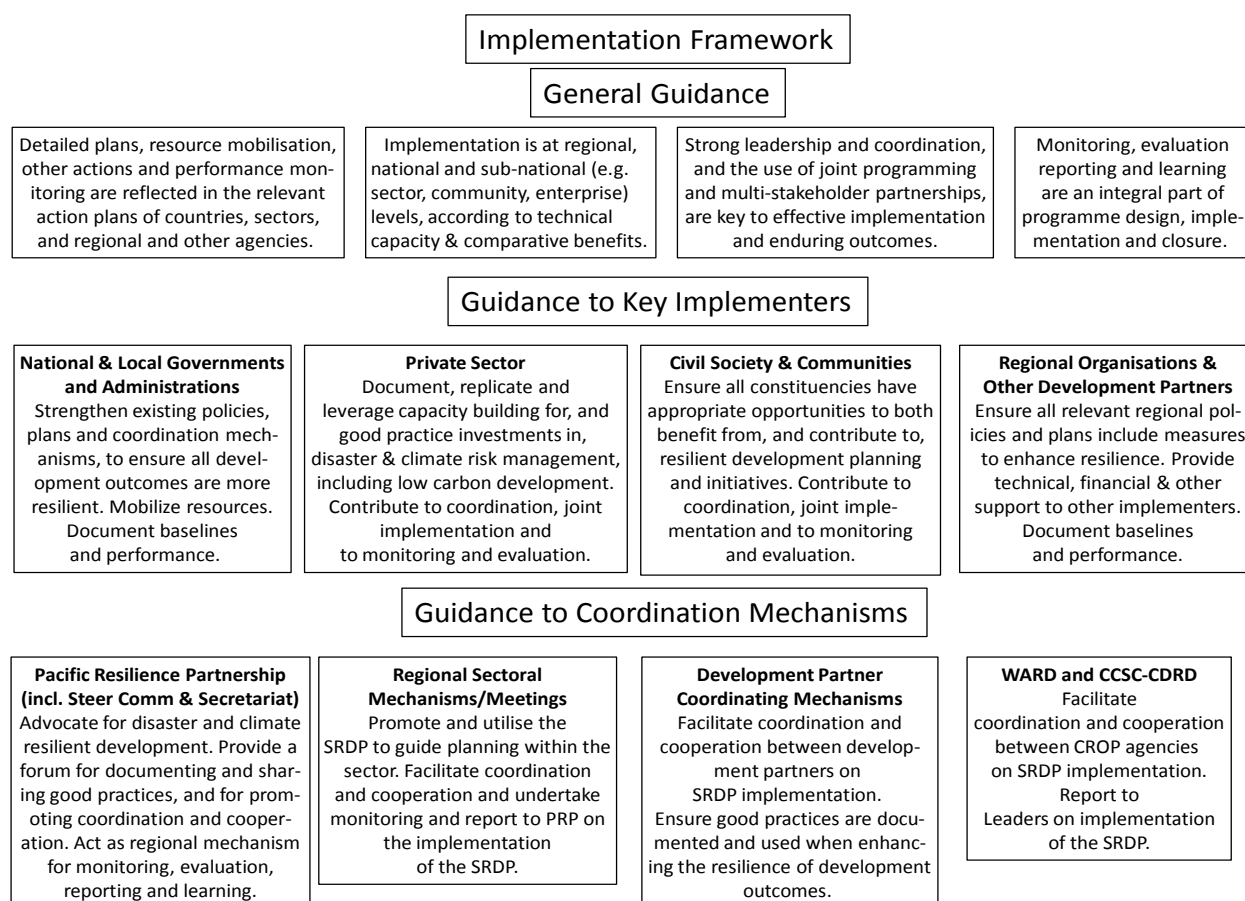 Implementation Framework
General Guidance
Detailed plans, resource mobilisation,
other actions and performance mon-
itoring are reflected in the relevant
action plans of countries, sectors,
and regional and other agencies.
Implementation is at regional,
national and sub-national (e.g.
sector, community, enterprise)
levels, according to technical
capacity & comparative benefits.
Strong leadership and coordination,
and the use of joint programming
and multi-stakeholder partnerships,
are key to effective implementation
and enduring outcomes.
Monitoring, evaluation
reporting and learning
are an integral part of
programme design, imple-
mentation and closure.
Guidance to Key Implementers
National & Local Governments
and Administrations
Strengthen existing policies,
plans and coordination mech-
anisms, to ensure all devel-
opment outcomes are more
resilient. Mobilize resources.
Document baselines
and performance.
Private Sector
Document, replicate and
leverage capacity building for, and
good practice investments in,
disaster & climate risk management,
including low carbon development.
Contribute to coordination, joint
implementation and
to monitoring and evaluation.
Civil Society & Communities
Ensure all constituencies have
appropriate opportunities to both
benefit from, and contribute to,
resilient development planning
and initiatives. Contribute to
coordination, joint imple-
mentation and to monitoring
and evaluation.
Regional Organisations &
Other Development Partners
Ensure all relevant regional pol-
icies and plans include measures
to enhance resilience. Provide
technical, financial & other
support to other implementers.
Document baselines
and performance.
Guidance to Coordination Mechanisms
Pacific Resilience Partnership
(incl. Steer Comm & Secretariat)
Advocate for disaster and climate
resilient development. Provide a
forum for documenting and shar-
ing good practices, and for prom-
oting coordination and cooper-
ation. Act as regional mechanism
for monitoring, evaluation,
reporting and learning.
Regional Sectoral
Mechanisms/Meetings
Promote and utilise the
SRDP to guide planning within the
sector. Facilitate coordination
and cooperation and undertake
monitoring and report to PRP on
the implementation
of the SRDP.
Development Partner
Coordinating Mechanisms
Facilitate coordination and
cooperation between develop-
ment partners on
SRDP implementation.
Ensure good practices are docu-
mented and used when enhanc-
ing the resilience of development
outcomes.
WARD and CCSC-CDRD
Facilitate
coordination and cooperation
between CROP agencies
on SRDP implementation.
Report to
Leaders on implementation
of the SRDP.